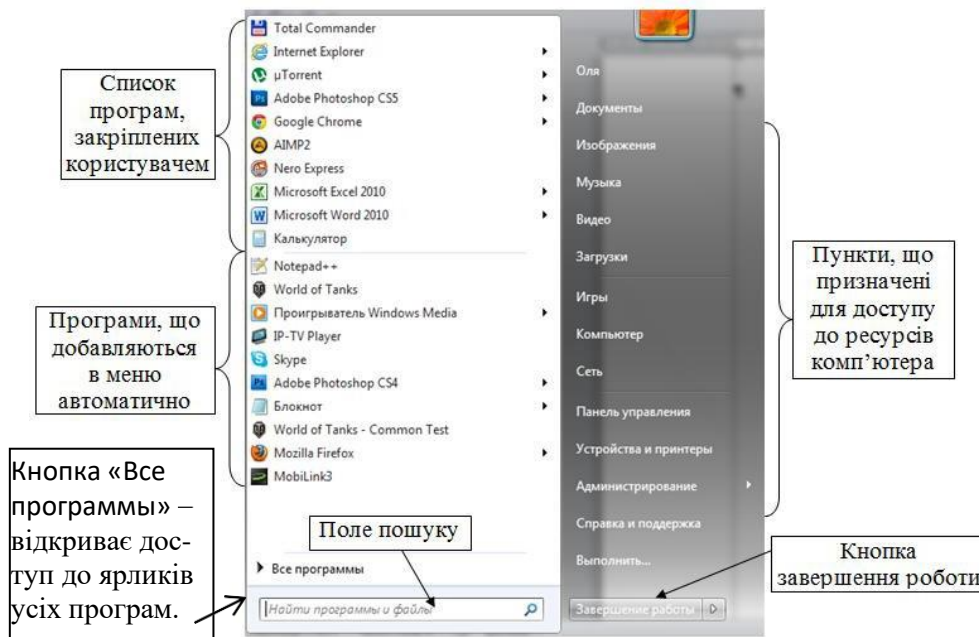 Список
програм,
закріплених
користувачем
Програми, що
добавляються
в меню
автоматично
Кнопка «Все
программы» –
відкриває дос-
туп до ярликів
усіх програм.
Total Commander
Internet Explorer
µTorrent
Adobe Photoshop CS5
Google Chrome
AIMP2
Nero Express
Microsoft Excel 2010
Microsoft Word 2010
Калькулятор
Notepad++
World of Tanks
Проигрыватель Windows Media
IP-TV Player
Skype
Adobe Photoshop CS4
Блокнот
World of Tanks - Common Test
Mozilla Firefox
MobiLink3
Поле пошуку
Все программы
Найти программы и файлы
Оля
Документы
Изображения
Музыка
Видео
Загрузки
Игры
Компьютер
Сеть
Панель управления
Устройства и принтеры
Администрирование
Справка и поддержка
Выполнить...
Завершение работы
Пункти, що
призначені
для доступу
до ресурсів
комп’ютера
Кнопка
завершення роботи